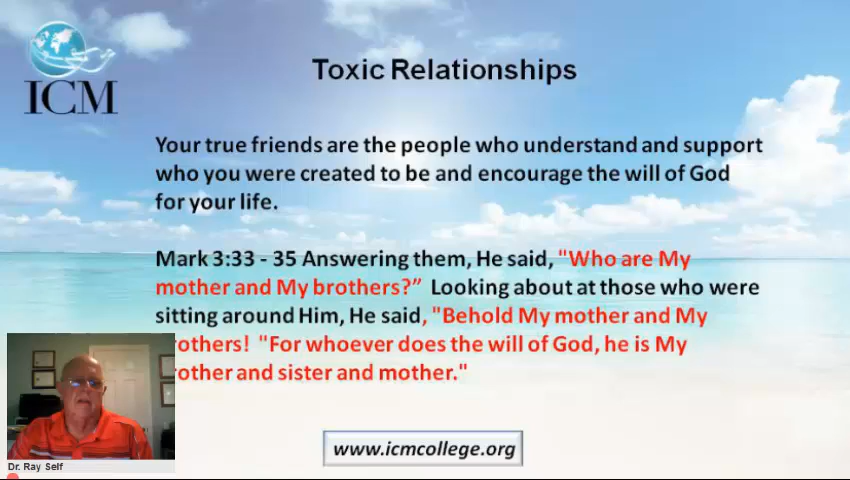 ICM
Toxic Relationships
Your true friends are the people who understand and support
who you were created to be and encourage the will of God
for your life.
Mark 3:33 - 35 Answering them, He said, "Who are My
mother and My brothers?” Looking about at those who were
sitting around Him, He said, "Behold My mother and My
rothers! "For whoever does the will of God, he is My
rother and sister and mother."
www.icmcollege.org
Dr. Ray Self